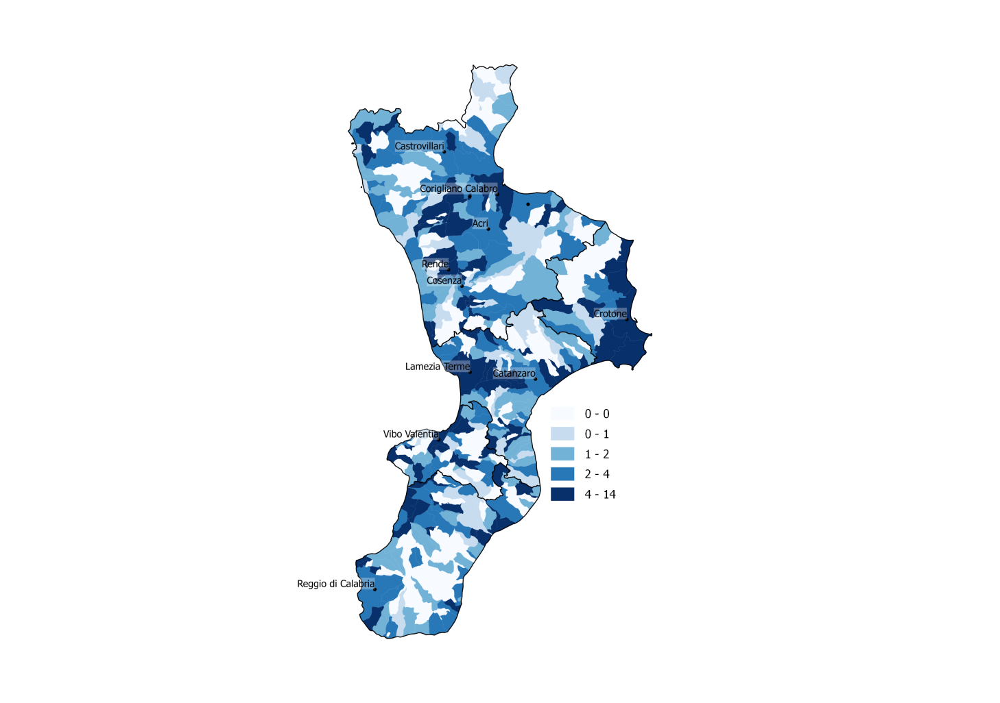 Castrovillari
Corigliano Calabro
Acri
Rende
Cosenza
Crotone
Lamezia Terme
Catanzaro
Vibo Valentia
Reggio di Calabria
0 - 0
0 - 1
1 - 2
2 - 4
4 - 14